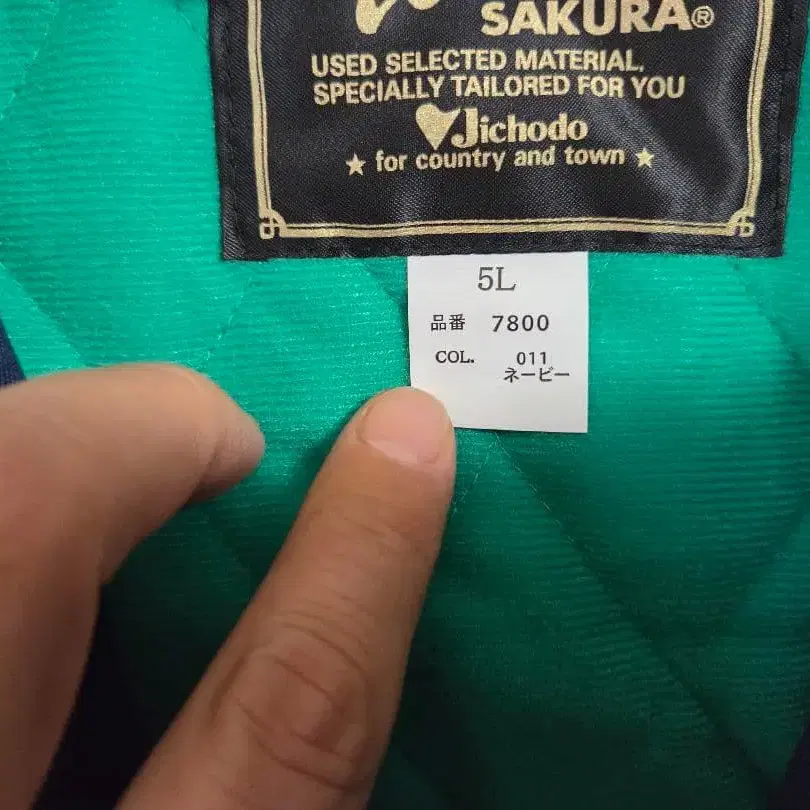 SAKURA®
USED SELECTED MATERIAL,
SPECIALLY TAILORED FOR YOU
Jichodo
★ for country and town ★
5L
品番 7800
COL. 011
ネービー